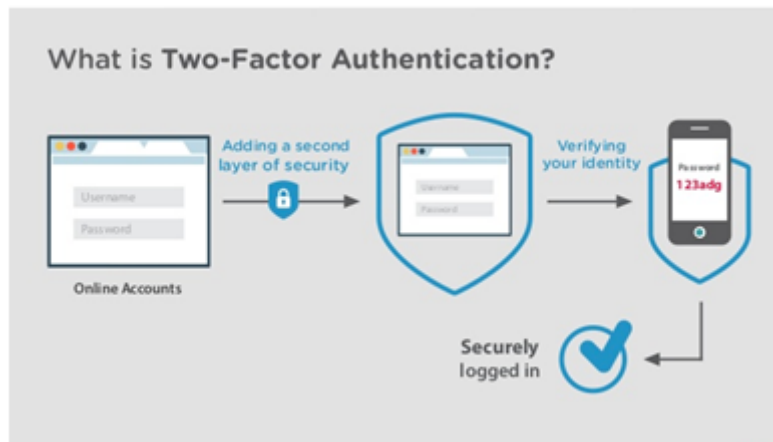 What is Two-Factor Authentication?
Adding a second
layer of security
Verifying
your identity
Username
Password
Username
Password
Password
123adg
Online Accounts
Securely
logged in